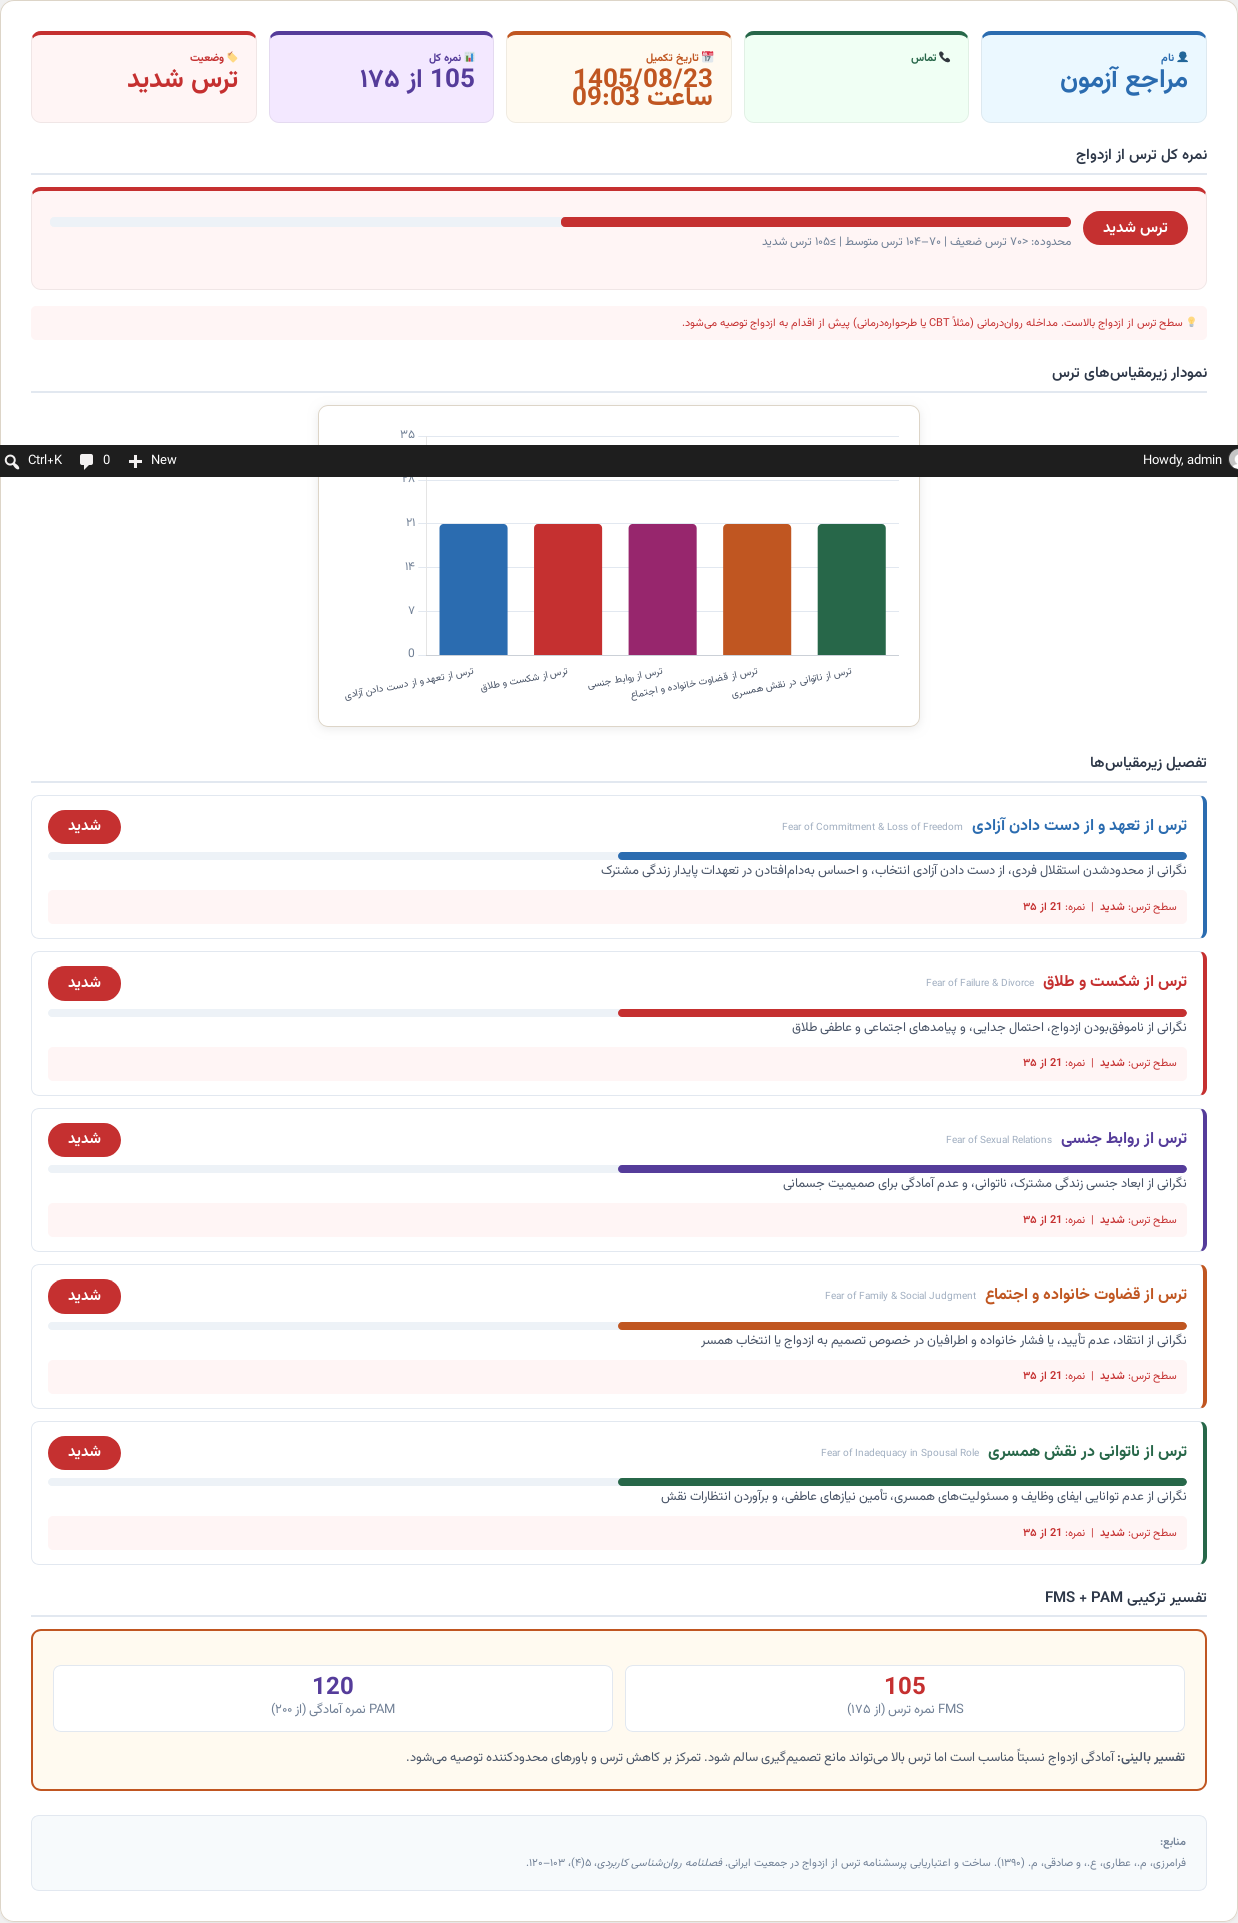 نام
مراجع آزمون
تماس
تاریخ تکمیل
1405/08/23
ساعت 09:03
نمره کل
105 از ۱۷۵
وضعیت
ترس شدید
نمره کل ترس از ازدواج
ترس شدید
محدوده: <۷۰ ترس ضعیف | ۷۰–۱۰۴ ترس متوسط | ≥۱۰۵ ترس شدید
سطح ترس از ازدواج بالاست. مداخله روان‌درمانی (مثلاً CBT یا طرحواره‌درمانی) پیش از اقدام به ازدواج توصیه می‌شود.
نمودار زیرمقیاس‌های ترس
۳۵
Ctrl+K
0
New
Howdy, admin
۲۸
۲۱
۱۴
۷
0
ترس از تعهد و از دست دادن آزادی
ترس از شکست و طلاق
ترس از روابط جنسی
ترس از قضاوت خانواده و اجتماع
ترس از ناتوانی در نقش همسری
تفصیل زیرمقیاس‌ها
ترس از تعهد و از دست دادن آزادی Fear of Commitment & Loss of Freedom
شدید
نگرانی از محدودشدن استقلال فردی، از دست دادن آزادی انتخاب، و احساس به‌دام‌افتادن در تعهدات پایدار زندگی مشترک
سطح ترس: شدید | نمره: 21 از ۳۵
ترس از شکست و طلاق Fear of Failure & Divorce
شدید
نگرانی از ناموفق‌بودن ازدواج، احتمال جدایی، و پیامدهای اجتماعی و عاطفی طلاق
سطح ترس: شدید | نمره: 21 از ۳۵
ترس از روابط جنسی Fear of Sexual Relations
شدید
نگرانی از ابعاد جنسی زندگی مشترک، ناتوانی، و عدم آمادگی برای صمیمیت جسمانی
سطح ترس: شدید | نمره: 21 از ۳۵
ترس از قضاوت خانواده و اجتماع Fear of Family & Social Judgment
شدید
نگرانی از انتقاد، عدم تأیید، یا فشار خانواده و اطرافیان در خصوص تصمیم به ازدواج یا انتخاب همسر
سطح ترس: شدید | نمره: 21 از ۳۵
ترس از ناتوانی در نقش همسری Fear of Inadequacy in Spousal Role
شدید
نگرانی از عدم توانایی ایفای وظایف و مسئولیت‌های همسری، تأمین نیازهای عاطفی، و برآوردن انتظارات نقش
سطح ترس: شدید | نمره: 21 از ۳۵
تفسیر ترکیبی FMS + PAM
105
FMS نمره ترس (از ۱۷۵)
120
PAM نمره آمادگی (از ۲۰۰)
تفسیر بالینی: آمادگی ازدواج نسبتاً مناسب است اما ترس بالا می‌تواند مانع تصمیم‌گیری سالم شود. تمرکز بر کاهش ترس و باورهای محدودکننده توصیه می‌شود.
منابع:
فرامرزی، م.، عطاری، ع.، و صادقی، م. (۱۳۹۰). ساخت و اعتباریابی پرسشنامه ترس از ازدواج در جمعیت ایرانی. فصلنامه روان‌شناسی کاربردی، ۵(۴)، ۱۰۳–۱۲۰.